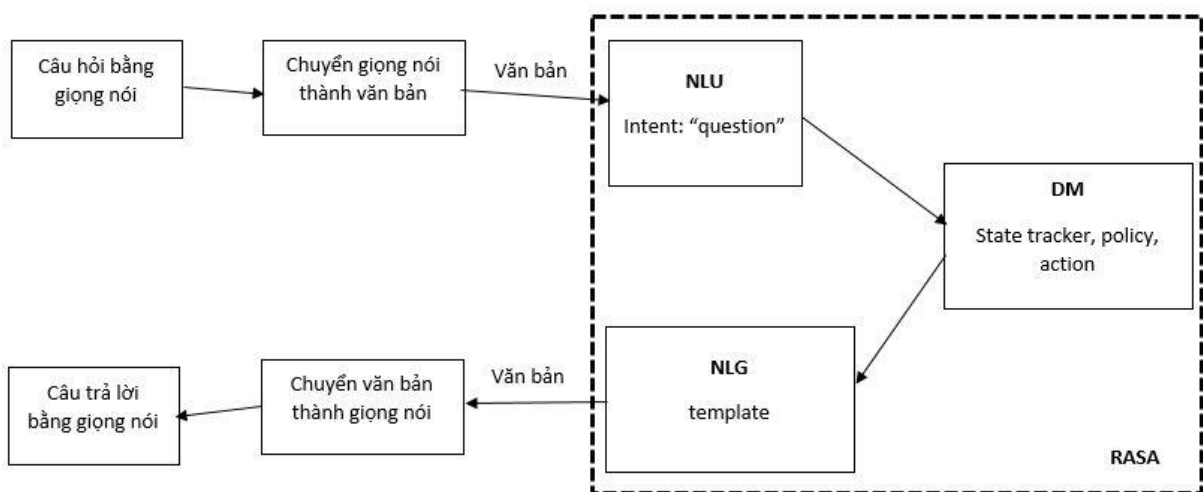 Câu hỏi bằng
giọng nói
Chuyển giọng nói
thành văn bản
Văn bản
NLU
Intent: “question”
DM
State tracker, policy,
action
NLG
template
Văn bản
Chuyển văn bản
thành giọng nói
Câu trả lời
bằng giọng nói
RASA